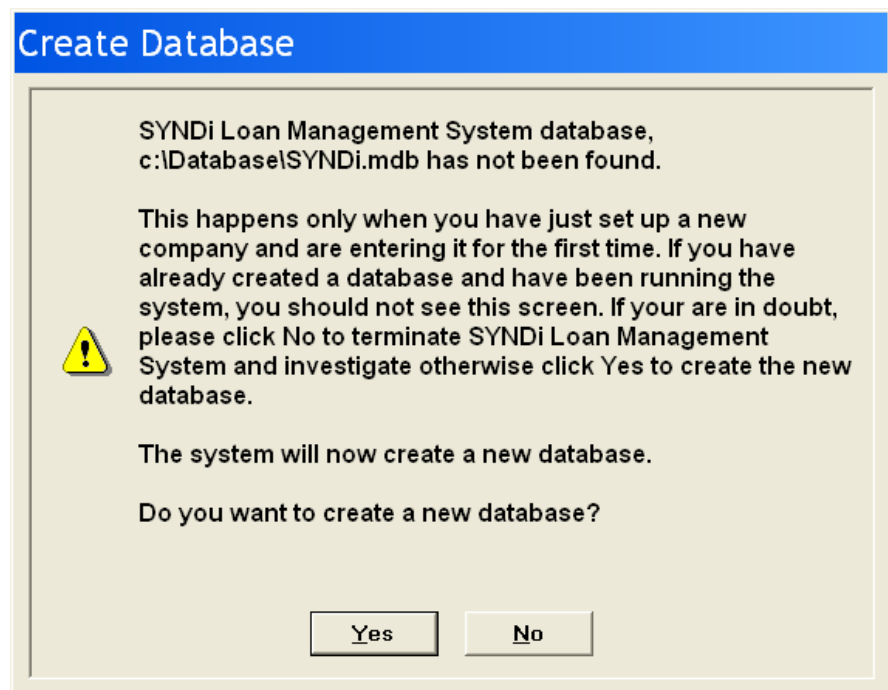 Create Database
SYNDi Loan Management System database,
c:\Database\SYNDi.mdb has not been found.
This happens only when you have just set up a new
company and are entering it for the first time. If you have
already created a database and have been running the
system, you should not see this screen. If your are in doubt,
please click No to terminate SYNDi Loan Management
System and investigate otherwise click Yes to create the new
database.
The system will now create a new database.
Do you want to create a new database?
Yes
No